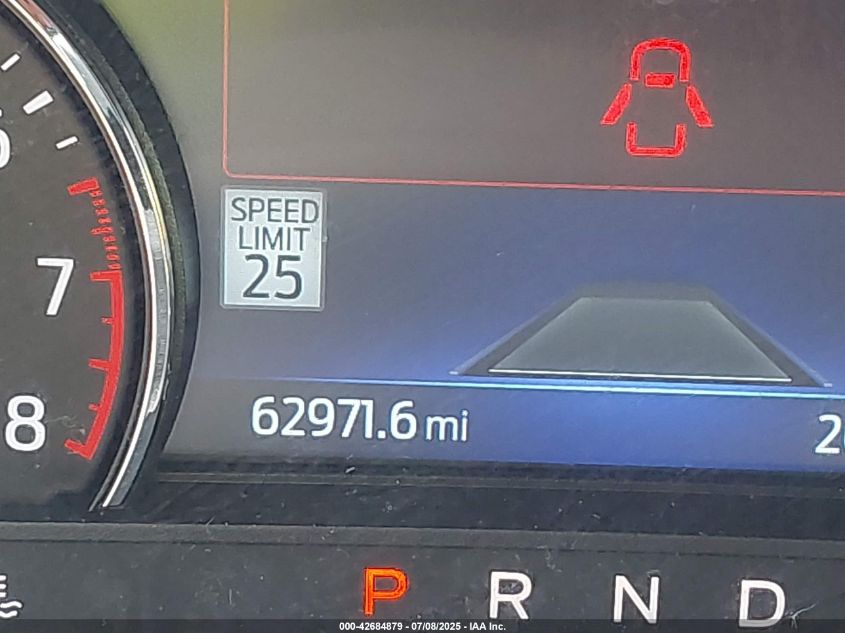 SPEED
LIMIT
25
7
8
62971.6 mi
P R N D
000-42684879 - 07/08/2025 - IAA Inc.